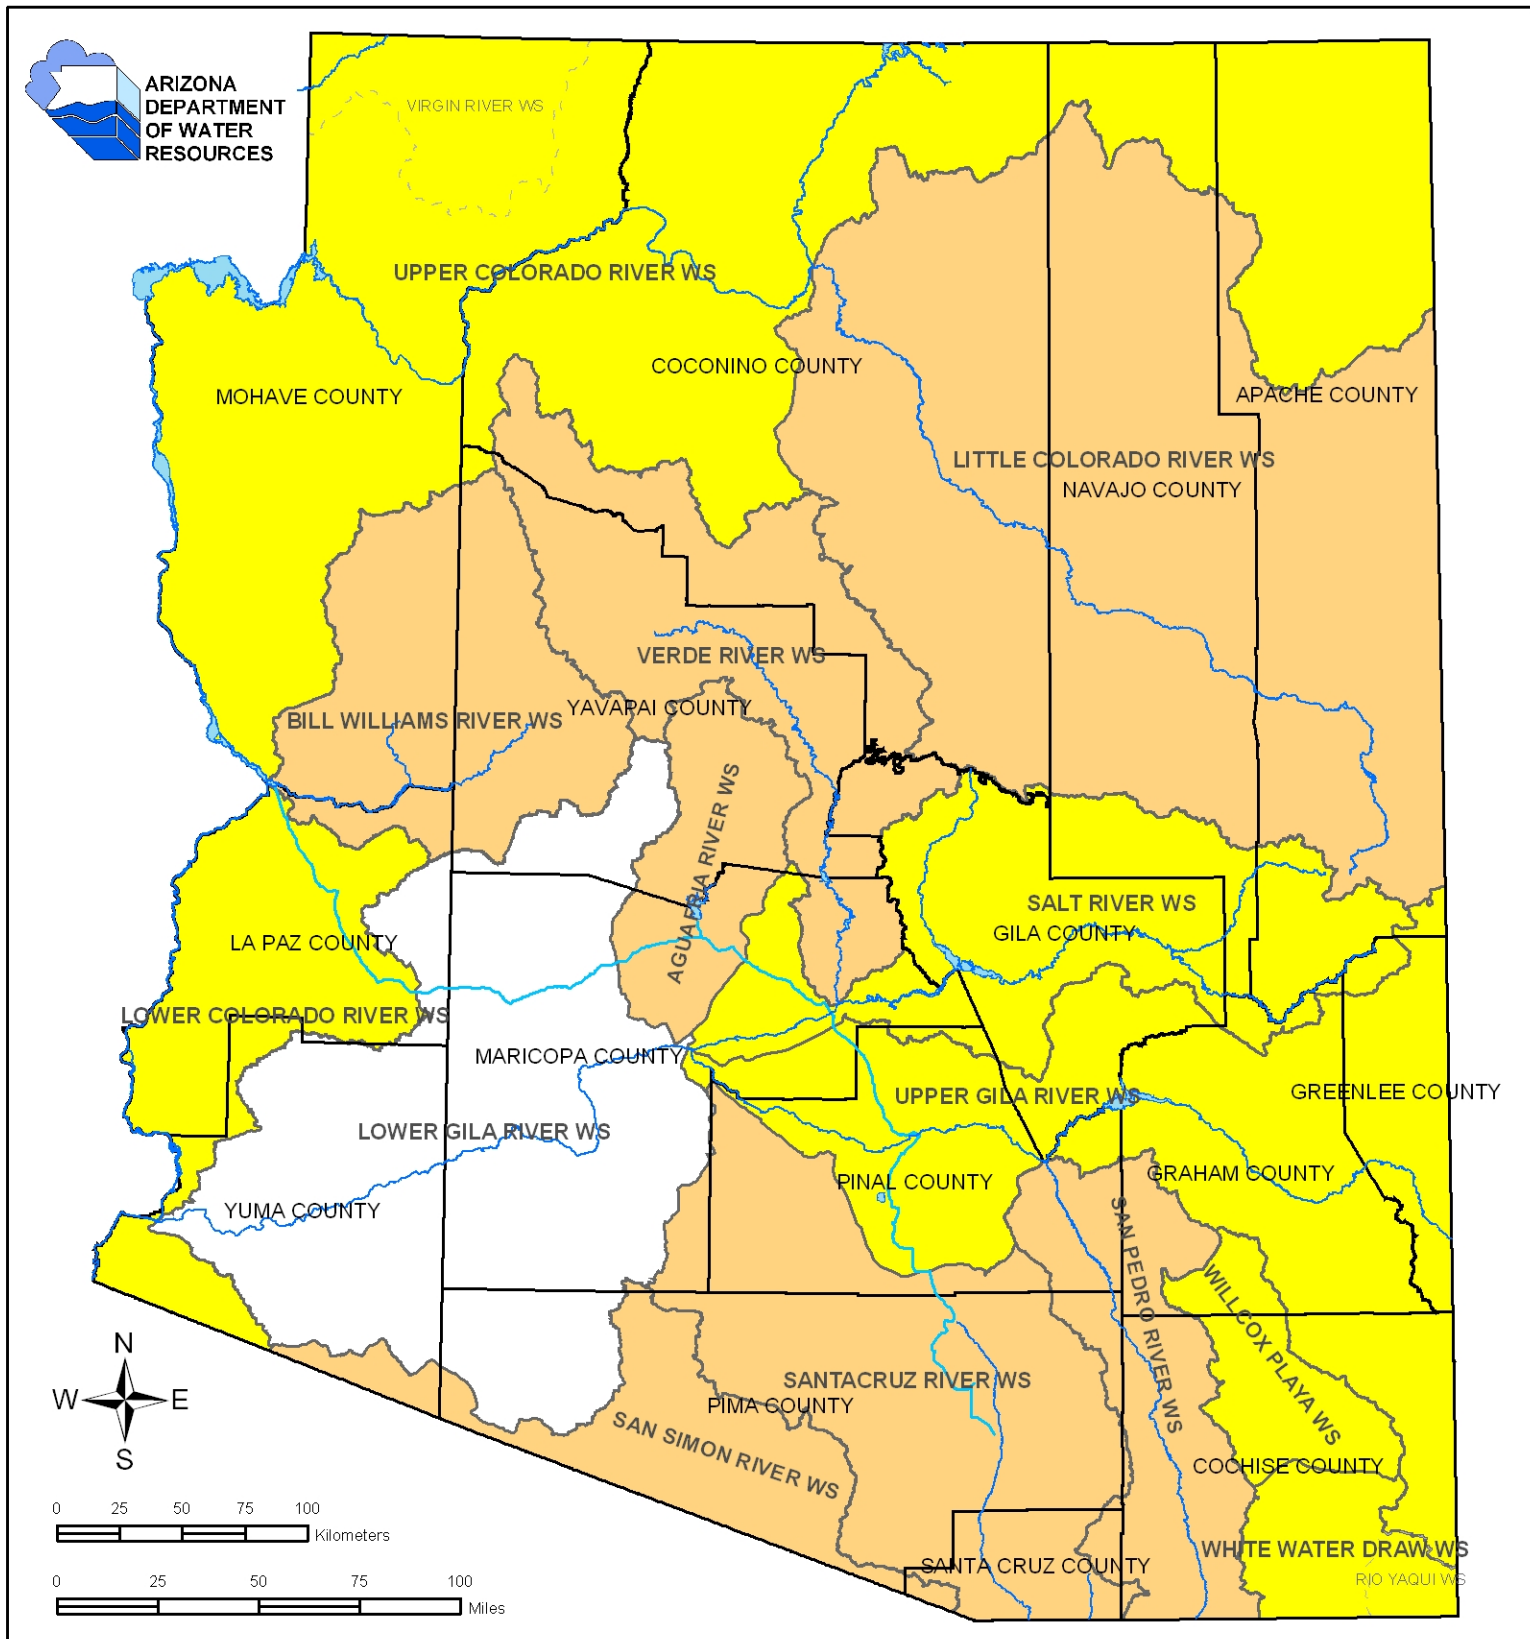 ARIZONA
DEPARTMENT
OF WATER
RESOURCES
VIRGIN RIVER WS
UPPER COLORADO RIVER WS
COCONINO COUNTY
MOHAVE COUNTY
APACHE COUNTY
LITTLE COLORADO RIVER WS
NAVAJO COUNTY
VERDE RIVER WS
YAVAPAI COUNTY
BILL WILLIAMS RIVER WS
AGUA FRIA RIVER WS
SALT RIVER WS
GILA COUNTY
LA PAZ COUNTY
LOWER COLORADO RIVER WS
MARICOPA COUNTY
UPPER GILA RIVER WS
GREENLEE COUNTY
LOWER GILA RIVER WS
PINAL COUNTY
GRAHAM COUNTY
YUMA COUNTY
SAN PEDRO RIVER WS
WILLCOX PLAYA WS
SANTACRUZ RIVER WS
PIMA COUNTY
SAN SIMON RIVER WS
COCHISE COUNTY
WHITE WATER DRAW WS
SANTA CRUZ COUNTY
RIO YAQUI WS
N
W E
S
0 25 50 75 100
Kilometers
0 25 50 75 100
Miles